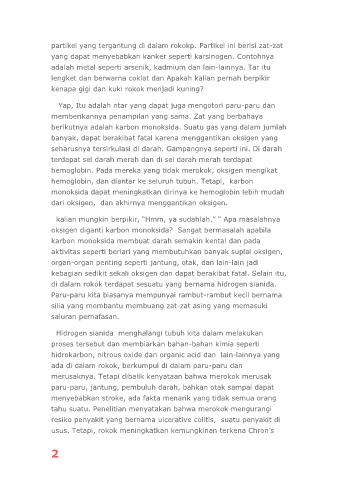 partikel yang tergantung di dalam rokokp. Partikel ini berisi zat-zat
yang dapat menyebabkan kanker seperti karsinogen. Contohnya
adalah metal seperti arsenik, kadmium dan lain-lainnya. Tar itu
lengket dan berwarna coklat dan Apakah kalian pernah berpikir
kenapa gigi dan kuki rokok menjadi kuning?
Yap, Itu adalah ntar yang dapat juga mengotori paru-paru dan
memberikannya penampilan yang sama. Zat yang berbahaya
berikutnya adalah karbon monoksida. Suatu gas yang dalam jumlah
banyak, dapat berakibat fatal karena menggantikan oksigen yang
seharusnya tersirkulasi di darah. Gampangnya seperti ini. Di darah
terdapat sel darah merah dan di sel darah merah terdapat
hemoglobin. Pada mereka yang tidak merokok, oksigen mengikat
hemoglobin, dan diantar ke seluruh tubuh. Tetapi, karbon
monoksida dapat meningkatkan dirinya ke hemoglobin lebih mudah
dari oksigen, dan akhirnya menggantikan oksigen.
kalian mungkin berpikir, "Hmm, ya sudahlah." " Apa masalahnya
oksigen diganti karbon monoksida? Sangat bermasalah apabila
karbon monoksida membuat darah semakin kental dan pada
aktivitas seperti berlari yang membutuhkan banyak suplai oksigen,
organ-organ penting seperti jantung, otak, dan lain-lain jadi
kebagian sedikit sekali oksigen dan dapat berakibat fatal. Selain itu,
di dalam rokok terdapat sesuatu yang bernama hidrogen sianida.
Paru-paru kita biasanya mempunyai rambut-rambut kecil bernama
silia yang membantu membuang zat-zat asing yang memasuki
saluran pernafasan.
Hidrogen sianida menghalangi tubuh kita dalam melakukan
proses tersebut dan membiarkan bahan-bahan kimia seperti
hidrokarbon, nitrous oxide dan organic acid dan lain-lainnya yang
ada di dalam rokok, berkumpul di dalam paru-paru dan
merusaknya. Tetapi dibalik kenyataan bahwa merokok merusak
paru-paru, jantung, pembuluh darah, bahkan otak sampai dapat
menyebabkan stroke, ada fakta menarik yang tidak semua orang
tahu suatu. Penelitian menyatakan bahwa merokok mengurangi
resiko penyakit yang bernama ulcerative colitis, suatu penyakit di
usus. Tetapi, rokok meningkatkan kemungkinan terkena Chron's
2